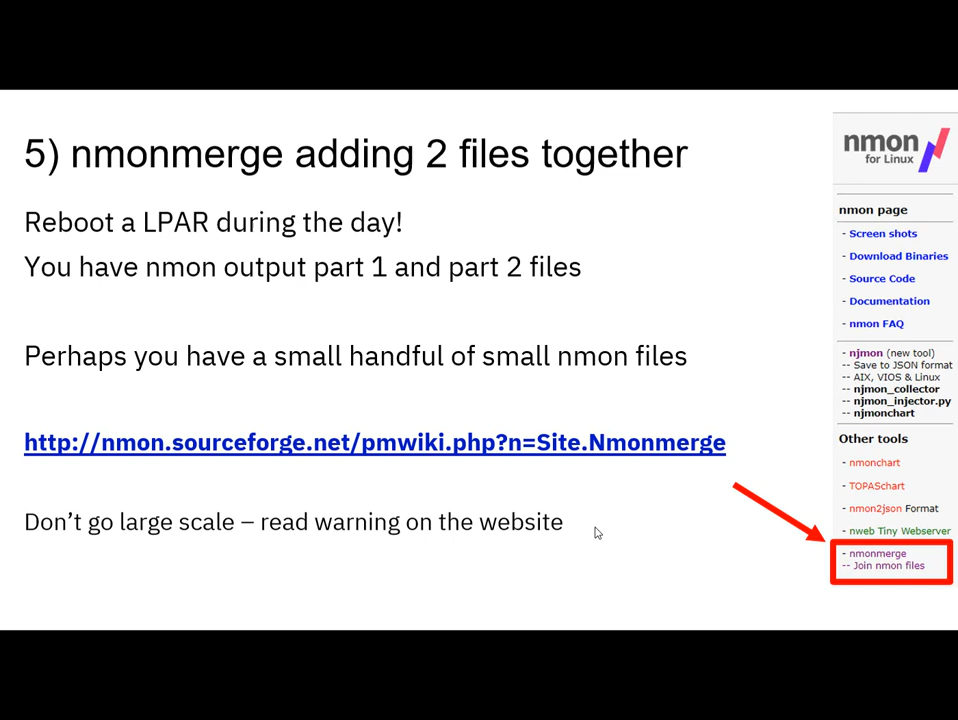 5) nmonmerge adding 2 files together
Reboot a LPAR during the day!
You have nmon output part 1 and part 2 files
Perhaps you have a small handful of small nmon files
http://nmon.sourceforge.net/pmwiki.php?n=Site.Nmonmerge
Don't go large scale – read warning on the website
nmon
for Linux
nmon page
- Screen shots
- Download Binaries
- Source Code
- Documentation
- nmon FAQ
- njmon (new tool)
-- Save to JSON format
-- AIX, VIOS & Linux
-- njmon_collector
-- njmon_injector.py
-- njmonchart
Other tools
- nmonchart
- TOPASchart
- nmon2json Format
- nweb Tiny Webserver
- nmonmerge
-- Join nmon files